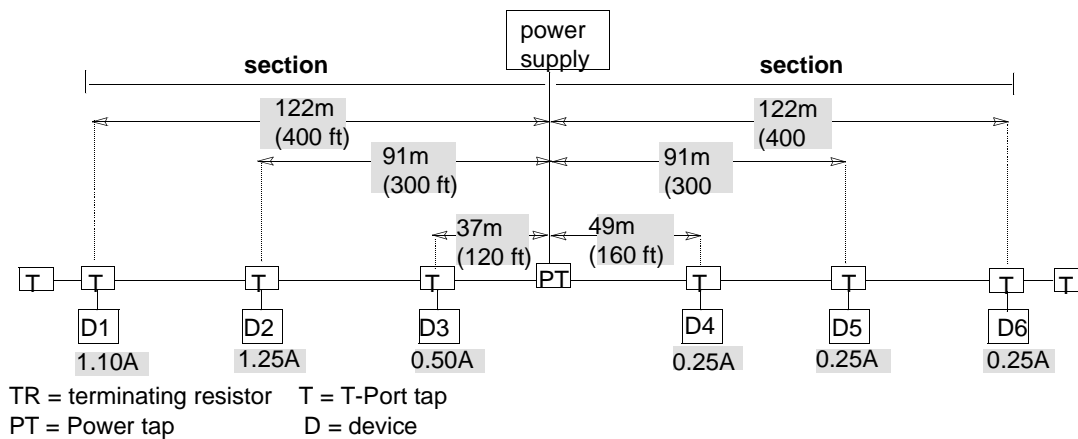 power
supply
section
section
122m
(400 ft)
122m
(400
91m
(300 ft)
91m
(300
37m
(120 ft)
49m
(160 ft)
T
T
T
T
PT
T
T
T
T
D1
D2
D3
D4
D5
D6
1.10A
1.25A
0.50A
0.25A
0.25A
0.25A
TR = terminating resistor T = T-Port tap
PT = Power tap D = device